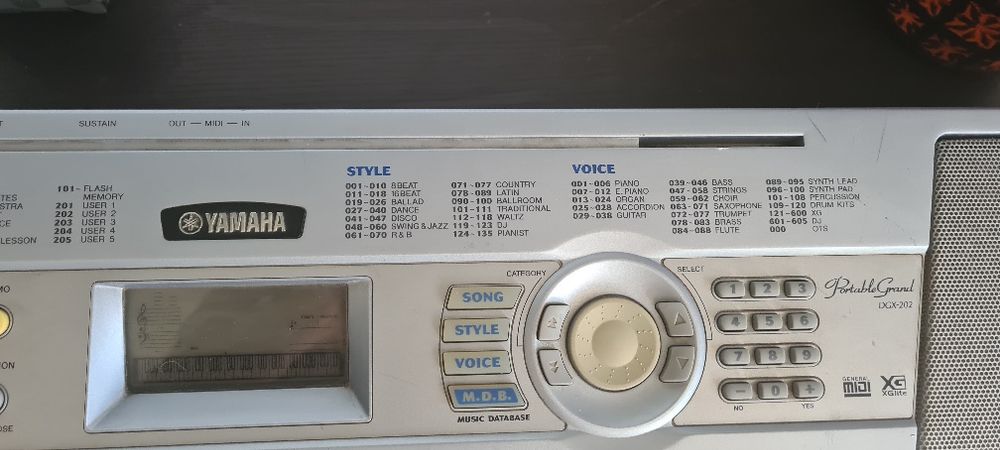 SUSTAIN OUT — MIDI — IN
101~ FLASH
MEMORY
201 USER 1
202 USER 2
203 USER 3
204 USER 4
LESSON 205 USER 5
YAMAHA
STYLE
001~010 8BEAT
011~018 16BEAT
019~026 BALLAD
027~040 DANCE
041~047 DISCO
048~060 SWING & JAZZ
061~070 R & B
071~077 COUNTRY
078~089 LATIN
090~100 BALLROOM
101~111 TRADITIONAL
112~118 WALTZ
119~123 DJ
124~135 PIANIST
VOICE
001~006 PIANO
007~012 E.PIANO
013~024 ORGAN
025~028 ACCORDION
029~038 GUITAR
039~046 BASS
047~058 STRINGS
059~062 CHOIR
063~071 SAXOPHONE
072~077 TRUMPET
078~083 BRASS
084~088 FLUTE
089~095 SYNTH LEAD
096~100 SYNTH PAD
101~108 PERCUSSION
109~120 DRUM KITS
121~600 XG
601~605 DJ
000 OTS
CATEGORY
SELECT
SONG
STYLE
VOICE
M.D.B.
MUSIC DATABASE
1 2 3
4 5 6
7 8 9
− 0 +
NO YES
Portable Grand
DGX-202
GENERAL
MIDI
XG
XGlite